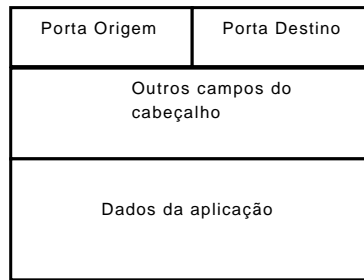 Porta Origem
Porta Destino
Outros campos do
cabeçalho
Dados da aplicação